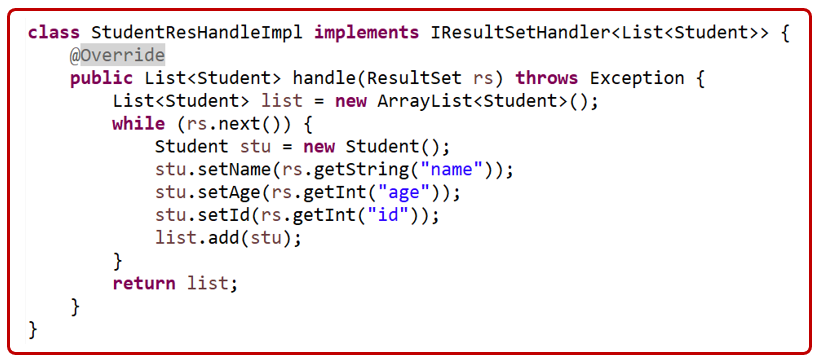 class StudentResHandleImpl implements IResultSetHandler<List<Student>> {
    @Override
    public List<Student> handle(ResultSet rs) throws Exception {
        List<Student> list = new ArrayList<Student>();
        while (rs.next()) {
            Student stu = new Student();
            stu.setName(rs.getString("name"));
            stu.setAge(rs.getInt("age"));
            stu.setId(rs.getInt("id"));
            list.add(stu);
        }
        return list;
    }
}